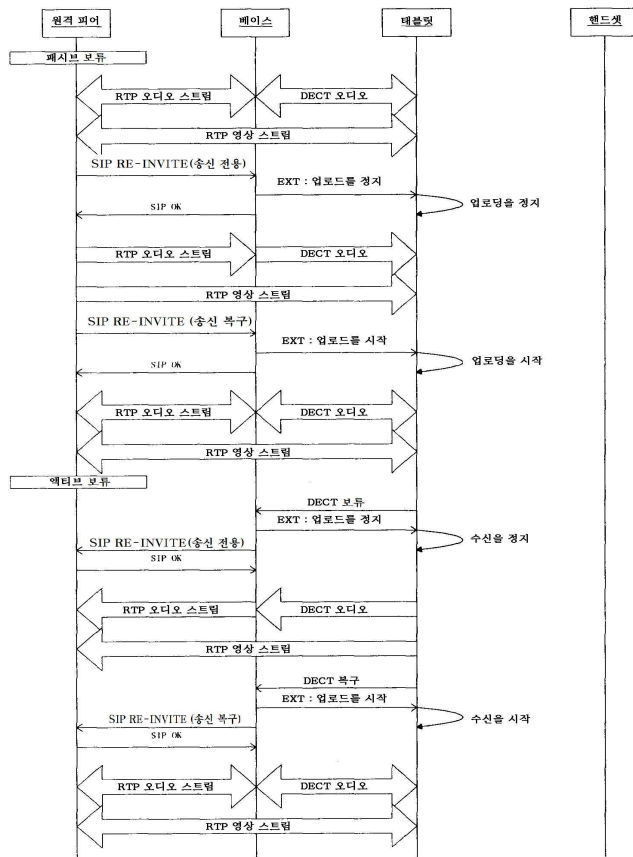 원격 피어
베이스
태블릿
핸드셋
패시브 보류
RTP 오디오 스트림
DECT 오디오
RTP 영상 스트림
SIP RE-INVITE(송신 전용)
EXT : 업로드를 정지
업로딩을 정지
SIP OK
RTP 오디오 스트림
DECT 오디오
RTP 영상 스트림
SIP RE-INVITE (송신 복구)
EXT : 업로드를 시작
업로딩을 시작
SIP OK
RTP 오디오 스트림
DECT 오디오
RTP 영상 스트림
액티브 보류
DECT 보류
EXT : 업로드를 정지
수신을 정지
SIP RE-INVITE(송신 전용)
SIP OK
RTP 오디오 스트림
DECT 오디오
RTP 영상 스트림
DECT 복구
EXT : 업로드를 시작
수신을 시작
SIP RE-INVITE (송신 복구)
SIP OK
RTP 오디오 스트림
DECT 오디오
RTP 영상 스트림